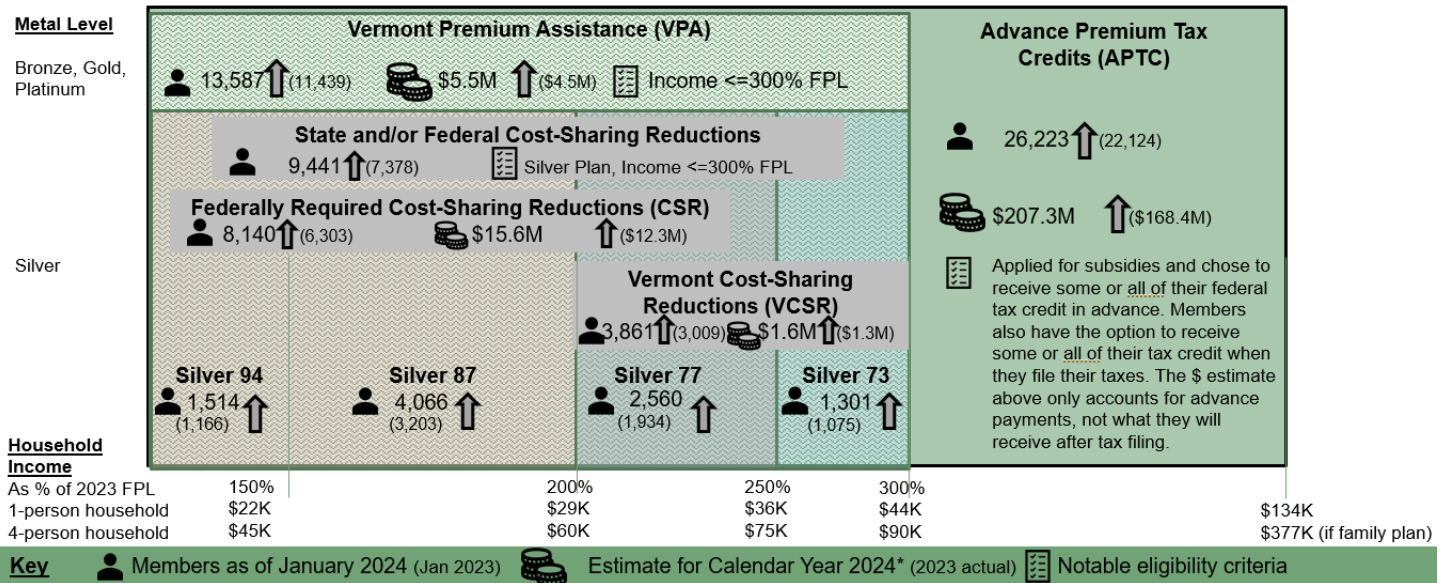 Metal Level
Bronze, Gold,
Platinum
Vermont Premium Assistance (VPA)
13,587 (11,439) $5.5M ($4.5M) Income <=300% FPL
State and/or Federal Cost-Sharing Reductions
9,441 (7,378) Silver Plan, Income <=300% FPL
Federally Required Cost-Sharing Reductions (CSR)
8,140 (6,303) $15.6M ($12.3M)
Silver
Vermont Cost-Sharing
Reductions (VCSR)
3,861 (3,009) $1.6M ($1.3M)
Silver 94
1,514
(1,166)
Silver 87
4,066
(3,203)
Silver 77
2,560
(1,934)
Silver 73
1,301
(1,075)
Advance Premium Tax
Credits (APTC)
26,223 (22,124)
$207.3M ($168.4M)
Applied for subsidies and chose to
receive some or all of their federal
tax credit in advance. Members
also have the option to receive
some or all of their tax credit when
they file their taxes. The $ estimate
above only accounts for advance
payments, not what they will
receive after tax filing.
Household
Income
As % of 2023 FPL 150% 200% 250% 300%
1-person household $22K $29K $36K $44K $134K
4-person household $45K $60K $75K $90K $377K (if family plan)
Key Members as of January 2024 (Jan 2023) Estimate for Calendar Year 2024* (2023 actual) Notable eligibility criteria